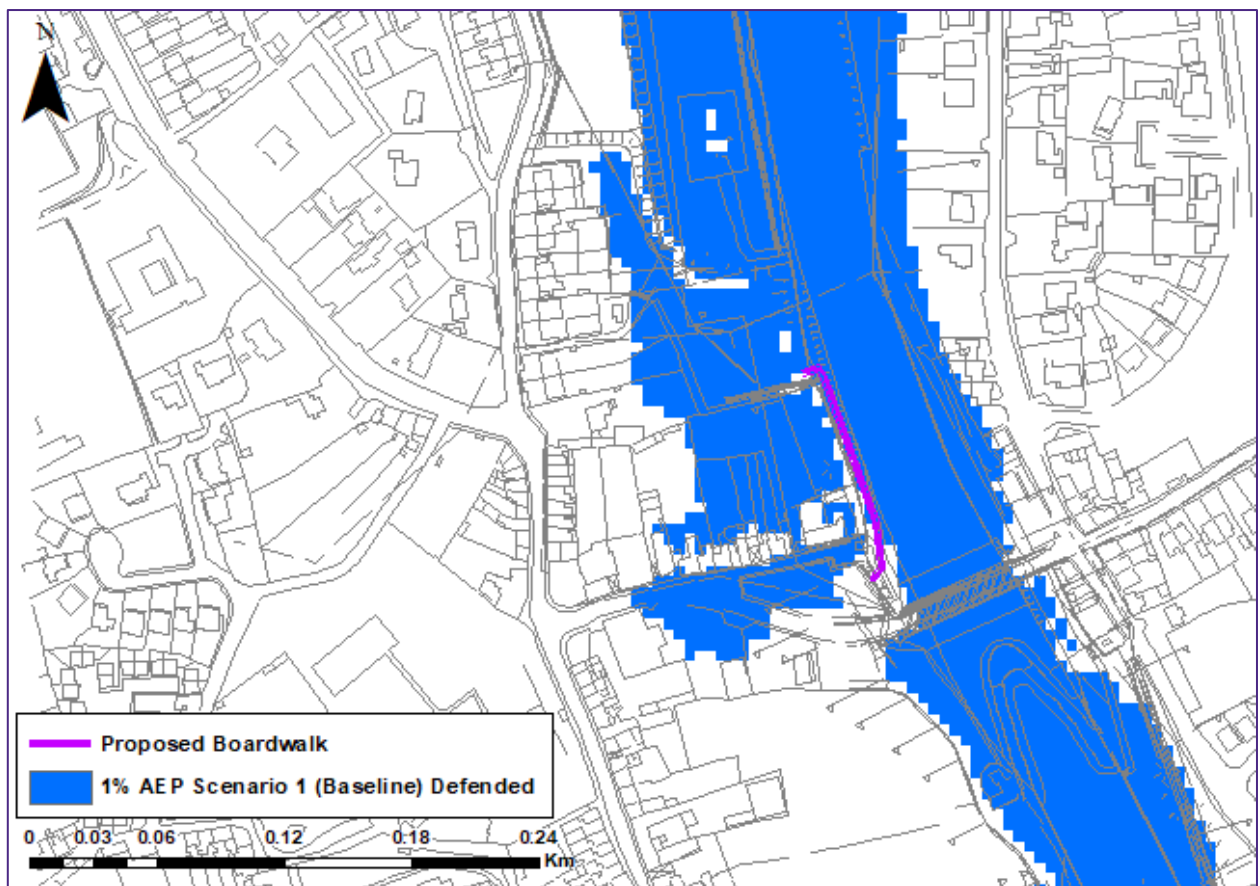 N
Proposed Boardwalk
1% AEP Scenario 1 (Baseline) Defended
0 0.03 0.06 0.12 0.18 0.24
Km